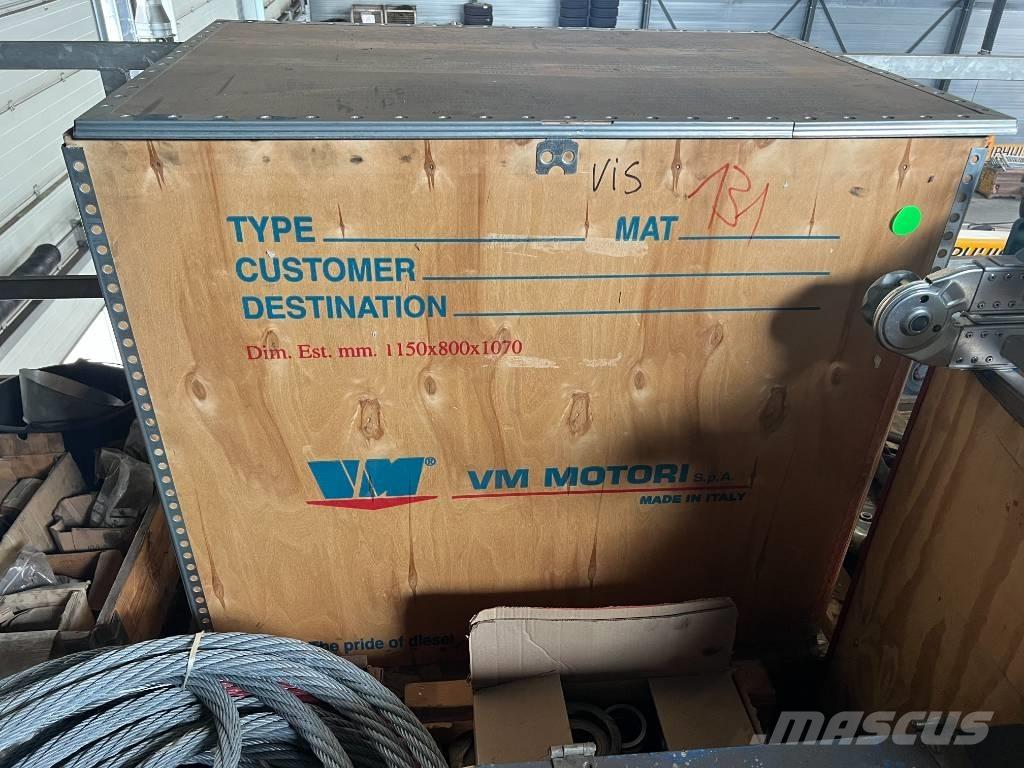 VIS 131
TYPE MAT
CUSTOMER
DESTINATION
Dim. Est. mm. 1150x800x1070
VM® VM MOTORI S.p.A.
MADE IN ITALY
The pride of diesel
MASCUS